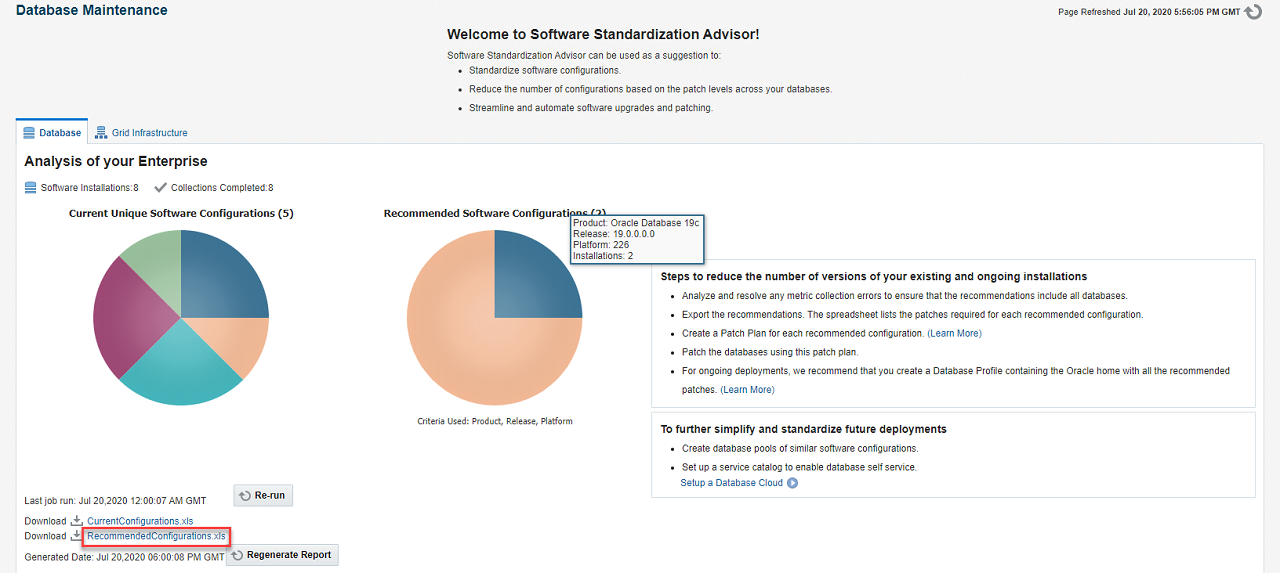 Database Maintenance
Page Refreshed Jul 20, 2020 5:56:05 PM GMT
Welcome to Software Standardization Advisor!
Software Standardization Advisor can be used as a suggestion to:
• Standardize software configurations.
• Reduce the number of configurations based on the patch levels across your databases.
• Streamline and automate software upgrades and patching.
Database
Grid Infrastructure
Analysis of your Enterprise
Software Installations:8
Collections Completed:8
Current Unique Software Configurations (5)
Recommended Software Configurations (2)
Product: Oracle Database 19c
Release: 19.0.0.0.0
Platform: 226
Installations: 2
Criteria Used: Product, Release, Platform
Steps to reduce the number of versions of your existing and ongoing installations
• Analyze and resolve any metric collection errors to ensure that the recommendations include all databases.
• Export the recommendations. The spreadsheet lists the patches required for each recommended configuration.
• Create a Patch Plan for each recommended configuration. (Learn More)
• Patch the databases using this patch plan.
• For ongoing deployments, we recommend that you create a Database Profile containing the Oracle home with all the recommended
patches. (Learn More)
To further simplify and standardize future deployments
• Create database pools of similar software configurations.
• Set up a service catalog to enable database self service.
Setup a Database Cloud
Last job run: Jul 20,2020 12:00:07 AM GMT
Re-run
Download CurrentConfigurations.xls
Download RecommendedConfigurations.xls
Generated Date: Jul 20,2020 06:00:08 PM GMT
Regenerate Report